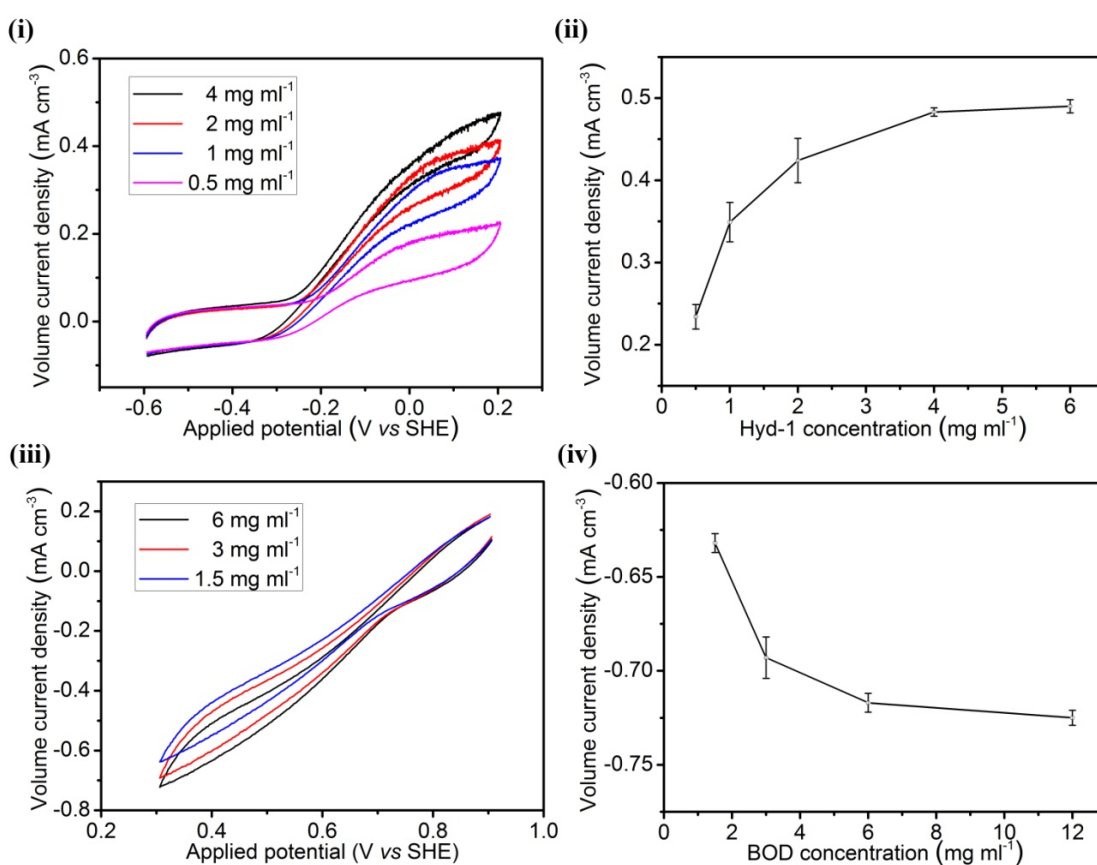 (i)
0.6
0.4
0.2
0.0
Volume current density (mA cm⁻³)
4 mg ml⁻¹
2 mg ml⁻¹
1 mg ml⁻¹
0.5 mg ml⁻¹
-0.6 -0.4 -0.2 0.0 0.2
Applied potential (V vs SHE)
(ii)
0.5
0.4
0.3
0.2
Volume current density (mA cm⁻³)
0 1 2 3 4 5 6
Hyd-1 concentration (mg ml⁻¹)
(iii)
0.2
0.0
-0.2
-0.4
-0.6
-0.8
Volume current density (mA cm⁻³)
6 mg ml⁻¹
3 mg ml⁻¹
1.5 mg ml⁻¹
0.2 0.4 0.6 0.8 1.0
Applied potential (V vs SHE)
(iv)
-0.60
-0.65
-0.70
-0.75
Volume current density (mA cm⁻³)
0 2 4 6 8 10 12
BOD concentration (mg ml⁻¹)